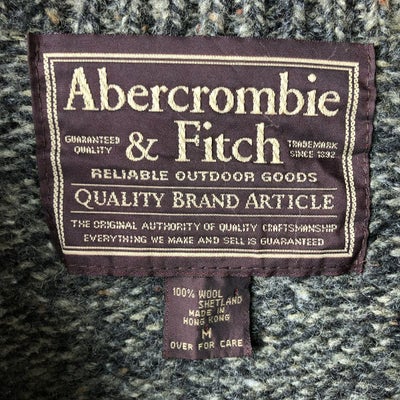 Abercrombie
GUARANTEED QUALITY & Fitch TRADEMARK SINCE 1892
RELIABLE OUTDOOR GOODS
QUALITY BRAND ARTICLE
THE ORIGINAL AUTHORITY OF QUALITY CRAFTSMANSHIP
EVERYTHING WE MAKE AND SELL IS GUARANTEED
100% WOOL
SHETLAND
MADE IN
HONG KONG
M
OVER FOR CARE